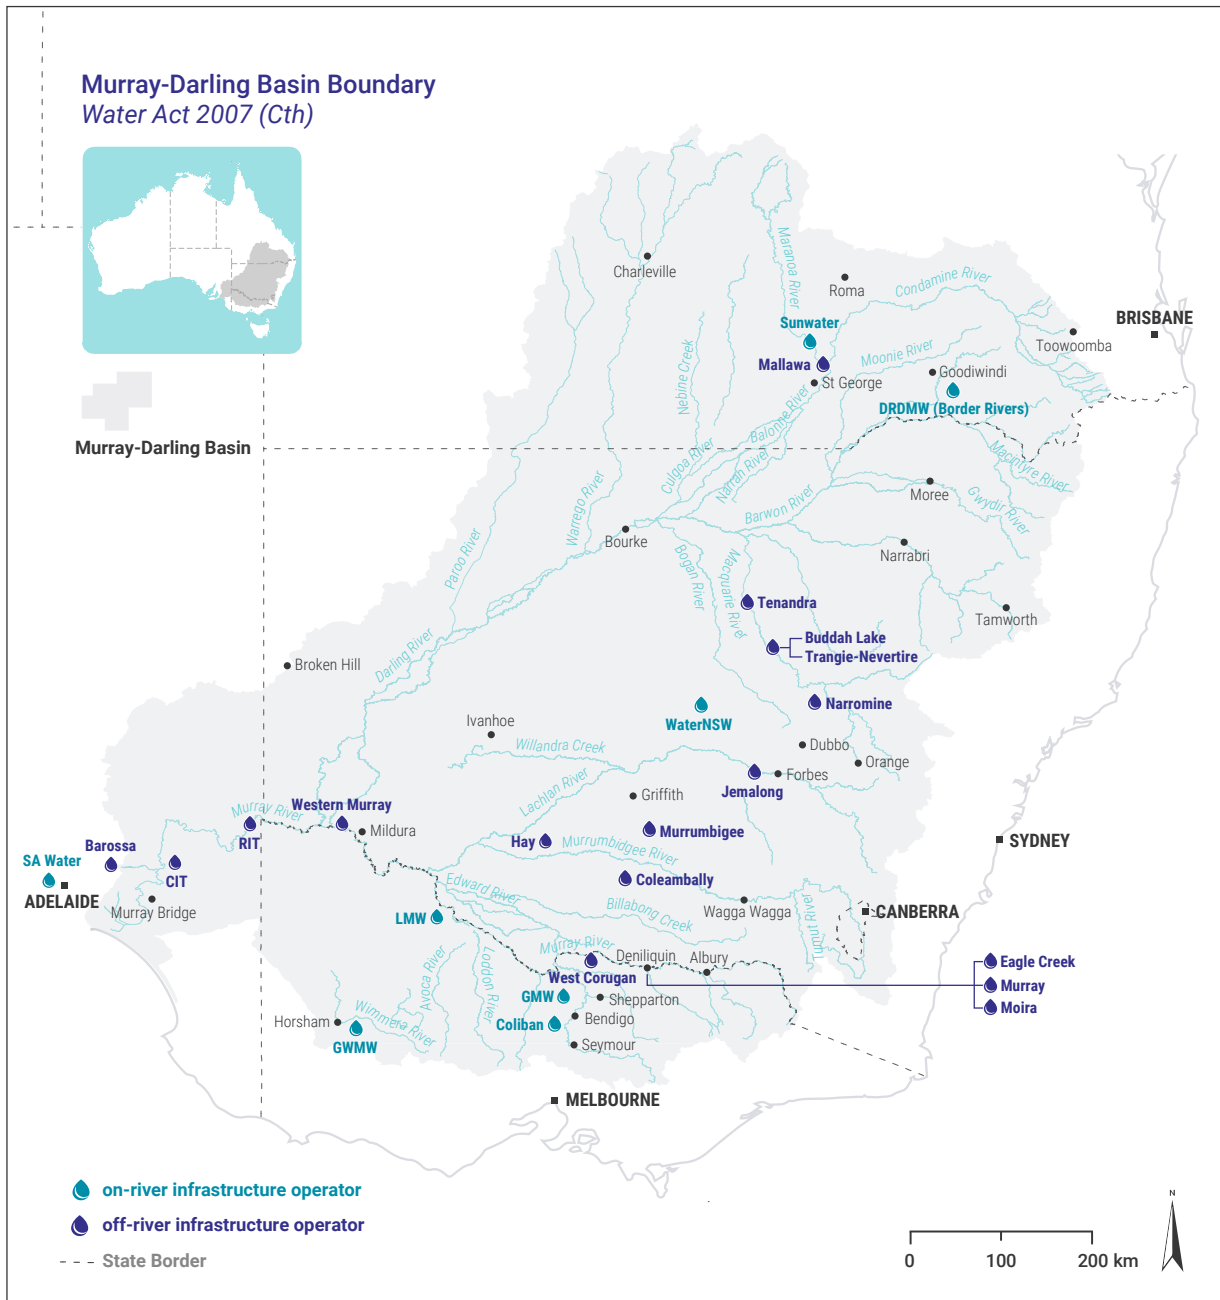 Murray-Darling Basin Boundary
Water Act 2007 (Cth)
Murray-Darling Basin
Charleville
Maranoa River
Roma
Condamine River
BRISBANE
Toowoomba
Sunwater
Mallawa
St George
Moonie River
Goodiwindi
DRDMW (Border Rivers)
Nebine Creek
Balonne River
Culgoa River
Narrah River
Macintyre River
Moree
Gwydir River
Barwon River
Warrego River
Paroo River
Bourke
Narrabri
Bogan River
Macquarie River
Tenandra
Tamworth
Buddah Lake
Trangie-Nevertire
Darling River
Broken Hill
Narromine
WaterNSW
Ivanhoe
Willandra Creek
Dubbo
Orange
Forbes
Jemalong
Lachlan River
Griffith
Murray River
Western Murray
Mildura
RIT
Barossa
SA Water
CIT
ADELAIDE
Murray Bridge
Hay
Murrumbigee
Murrumbidgee River
Coleambally
SYDNEY
Edward River
Billabong Creek
Wagga Wagga
Tumut River
CANBERRA
LMW
Murray River
Deniliquin
Albury
West Corugan
Eagle Creek
Murray
Moira
Avoca River
Loddon River
GMW
Shepparton
Coliban
Bendigo
Seymour
Horsham
Wimmera River
GWMW
MELBOURNE
on-river infrastructure operator
off-river infrastructure operator
State Border
N
0 100 200 km